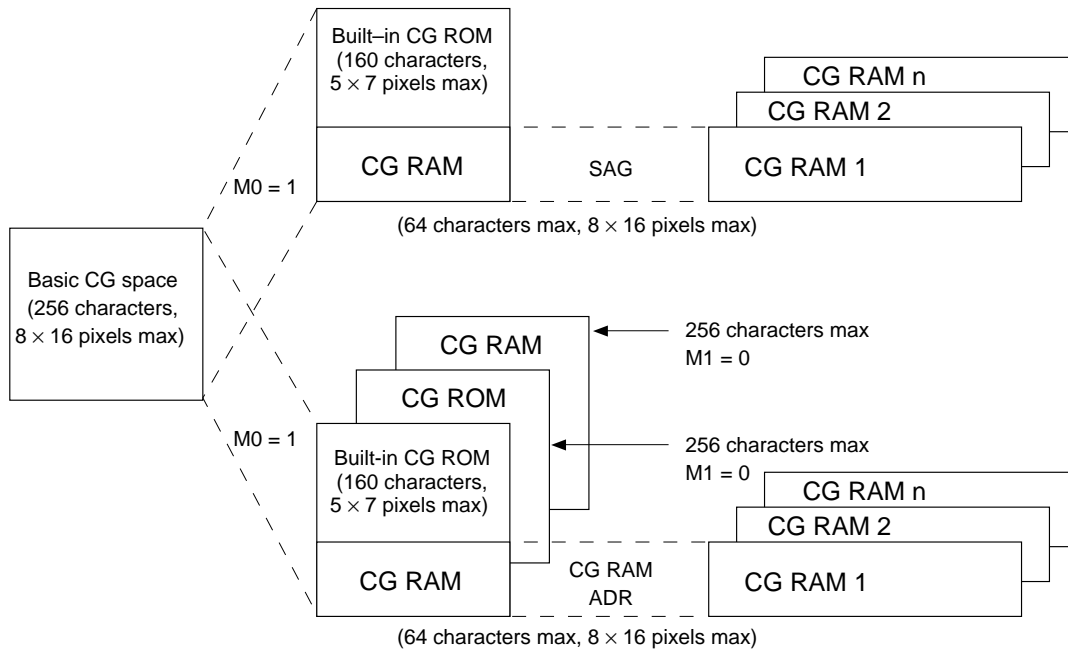 Built–in CG ROM
(160 characters,
5 × 7 pixels max)
CG RAM
M0 = 1
SAG
CG RAM n
CG RAM 2
CG RAM 1
(64 characters max, 8 × 16 pixels max)
Basic CG space
(256 characters,
8 × 16 pixels max)
CG RAM
256 characters max
M1 = 0
CG ROM
256 characters max
M1 = 0
M0 = 1
Built-in CG ROM
(160 characters,
5 × 7 pixels max)
CG RAM
CG RAM
ADR
CG RAM n
CG RAM 2
CG RAM 1
(64 characters max, 8 × 16 pixels max)